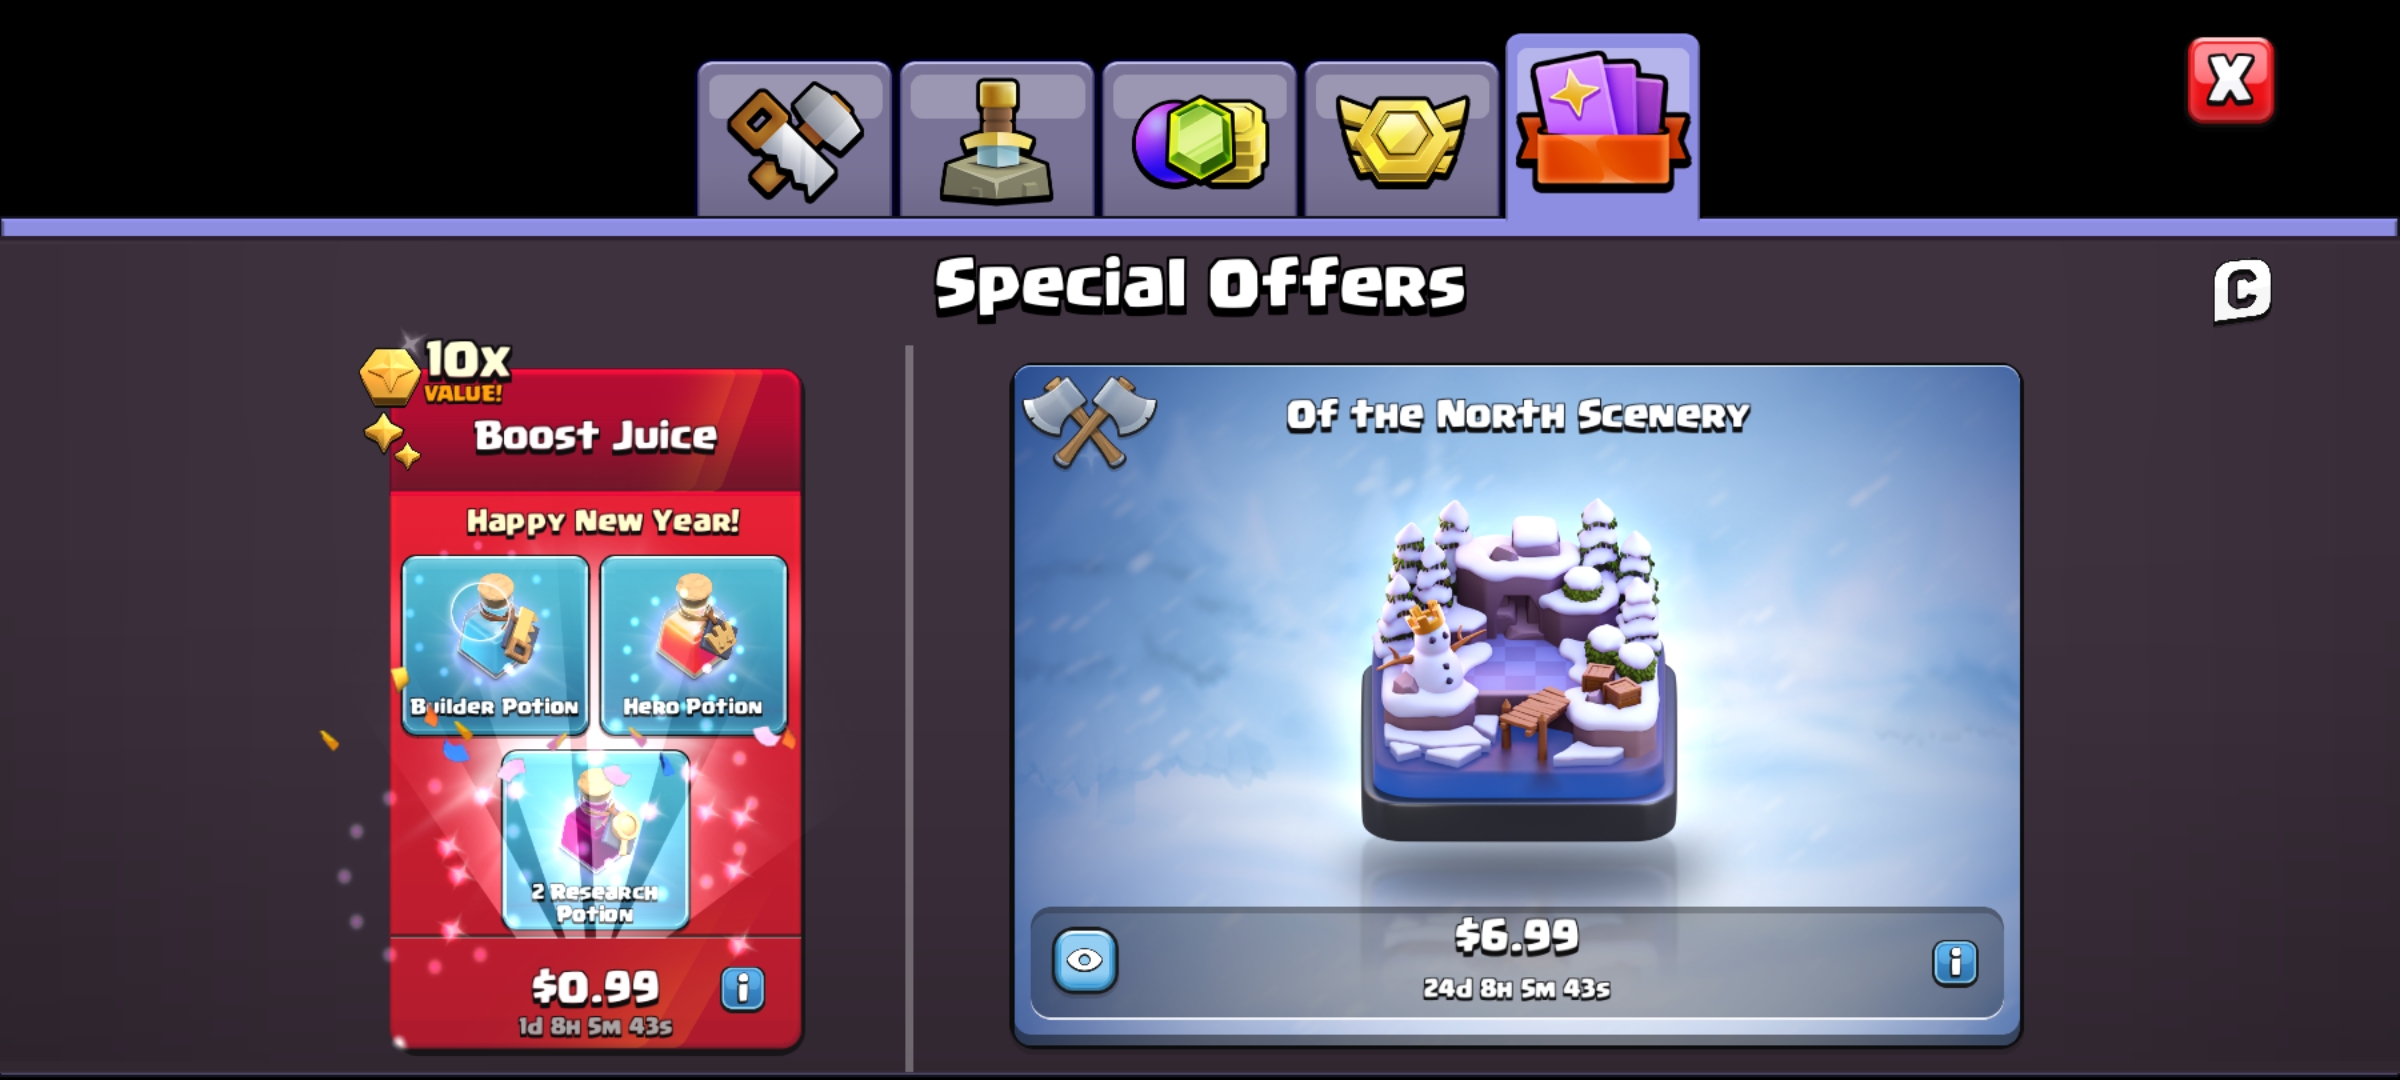 X
Special Offers
C
10x
VALUE!
Boost Juice
Happy New Year!
Builder Potion
Hero Potion
2 Research
Potion
$0.99
i
1d 8H 5M 43s
Of the North Scenery
$6.99
24d 8H 5M 43s
i